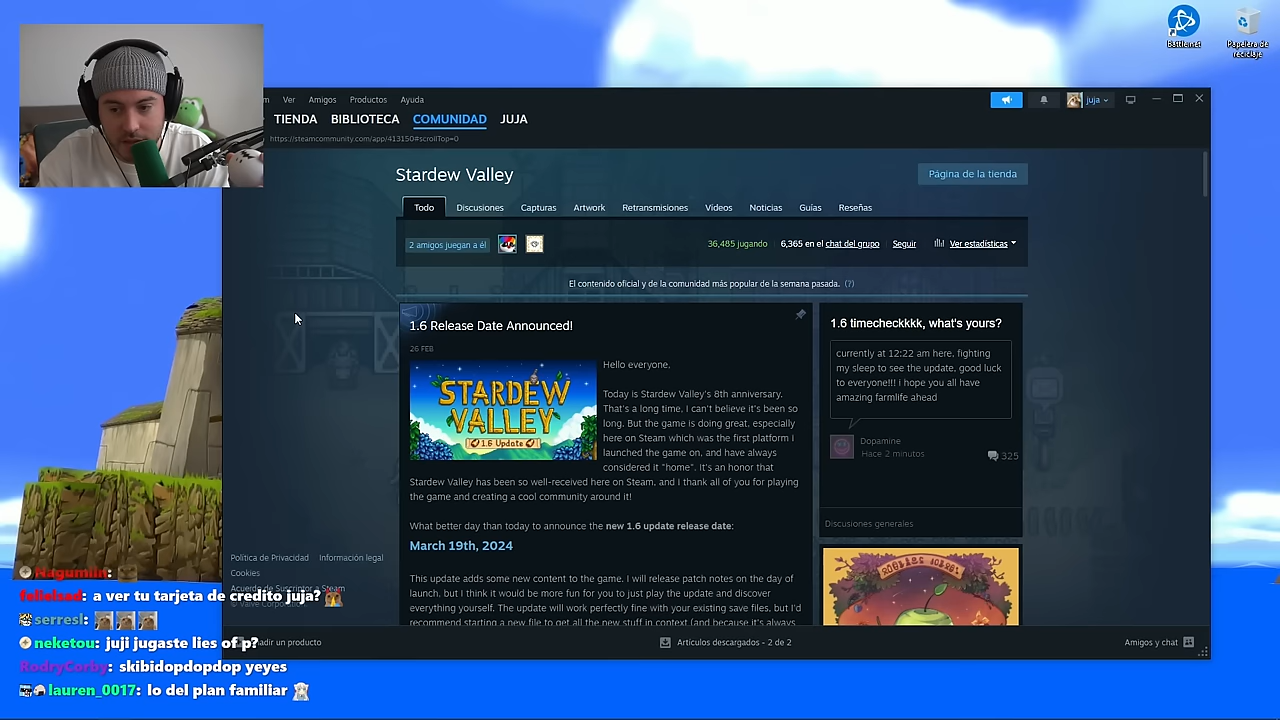 Battle.net
Papelera de
reciclaje
m Ver Amigos Productos Ayuda
juja
TIENDA BIBLIOTECA COMUNIDAD JUJA
https://steamcommunity.com/app/413150#scrollTop=0
Stardew Valley
Página de la tienda
Todo Discusiones Capturas Artwork Retransmisiones Vídeos Noticias Guías Reseñas
2 amigos juegan a él
36,485 jugando 6,365 en el chat del grupo Seguir Ver estadísticas
El contenido oficial y de la comunidad más popular de la semana pasada. (?)
1.6 Release Date Announced!
26 FEB
STARDEW
VALLEY
1.6 Update
Hello everyone,
Today is Stardew Valley's 8th anniversary.
That's a long time. I can't believe it's been so
long. But the game is doing great, especially
here on Steam which was the first platform I
launched the game on, and have always
considered it "home". It's an honor that
Stardew Valley has been so well-received here on Steam, and I thank all of you for playing
the game and creating a cool community around it!
What better day than today to announce the new 1.6 update release date:
March 19th, 2024
This update adds some new content to the game. I will release patch notes on the day of
launch, but I think it would be more fun for you to just play the update and discover
everything yourself. The update will work perfectly fine with your existing save files, but I'd
recommend starting a new file to get all the new stuff in context (and because it's always
1.6 timecheckkkk, what's yours?
currently at 12:22 am here, fighting
my sleep to see the update, good luck
to everyone!!! i hope you all have
amazing farmlife ahead
Dopamine
Hace 2 minutos
325
Discusiones generales
Política de Privacidad Información legal
Cookies
Acuerdo de Suscriptor a Steam
© Valve Corporation
Añadir un producto
Artículos descargados - 2 de 2
Amigos y chat
a ver tu tarjeta de credito juja?
serresl:
neketou: juji jugaste lies of p?
RodryCorby: skibidopdopdop yeyes
lauren_0017: lo del plan familiar